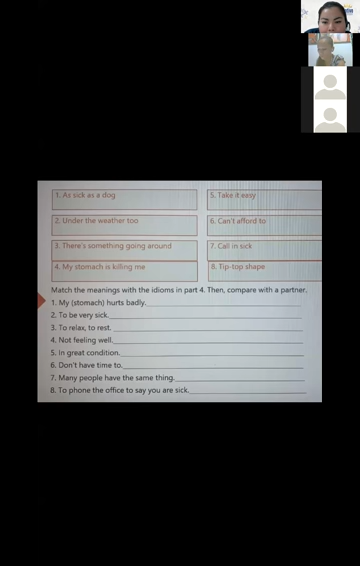 1. As sick as a dog
5. Take it easy
2. Under the weather too
6. Can't afford to
3. There's something going around
7. Call in sick
4. My stomach is killing me
8. Tip-top shape
Match the meanings with the idioms in part 4. Then, compare with a partner.
1. My (stomach) hurts badly.
2. To be very sick.
3. To relax, to rest.
4. Not feeling well.
5. In great condition.
6. Don't have time to.
7. Many people have the same thing.
8. To phone the office to say you are sick.